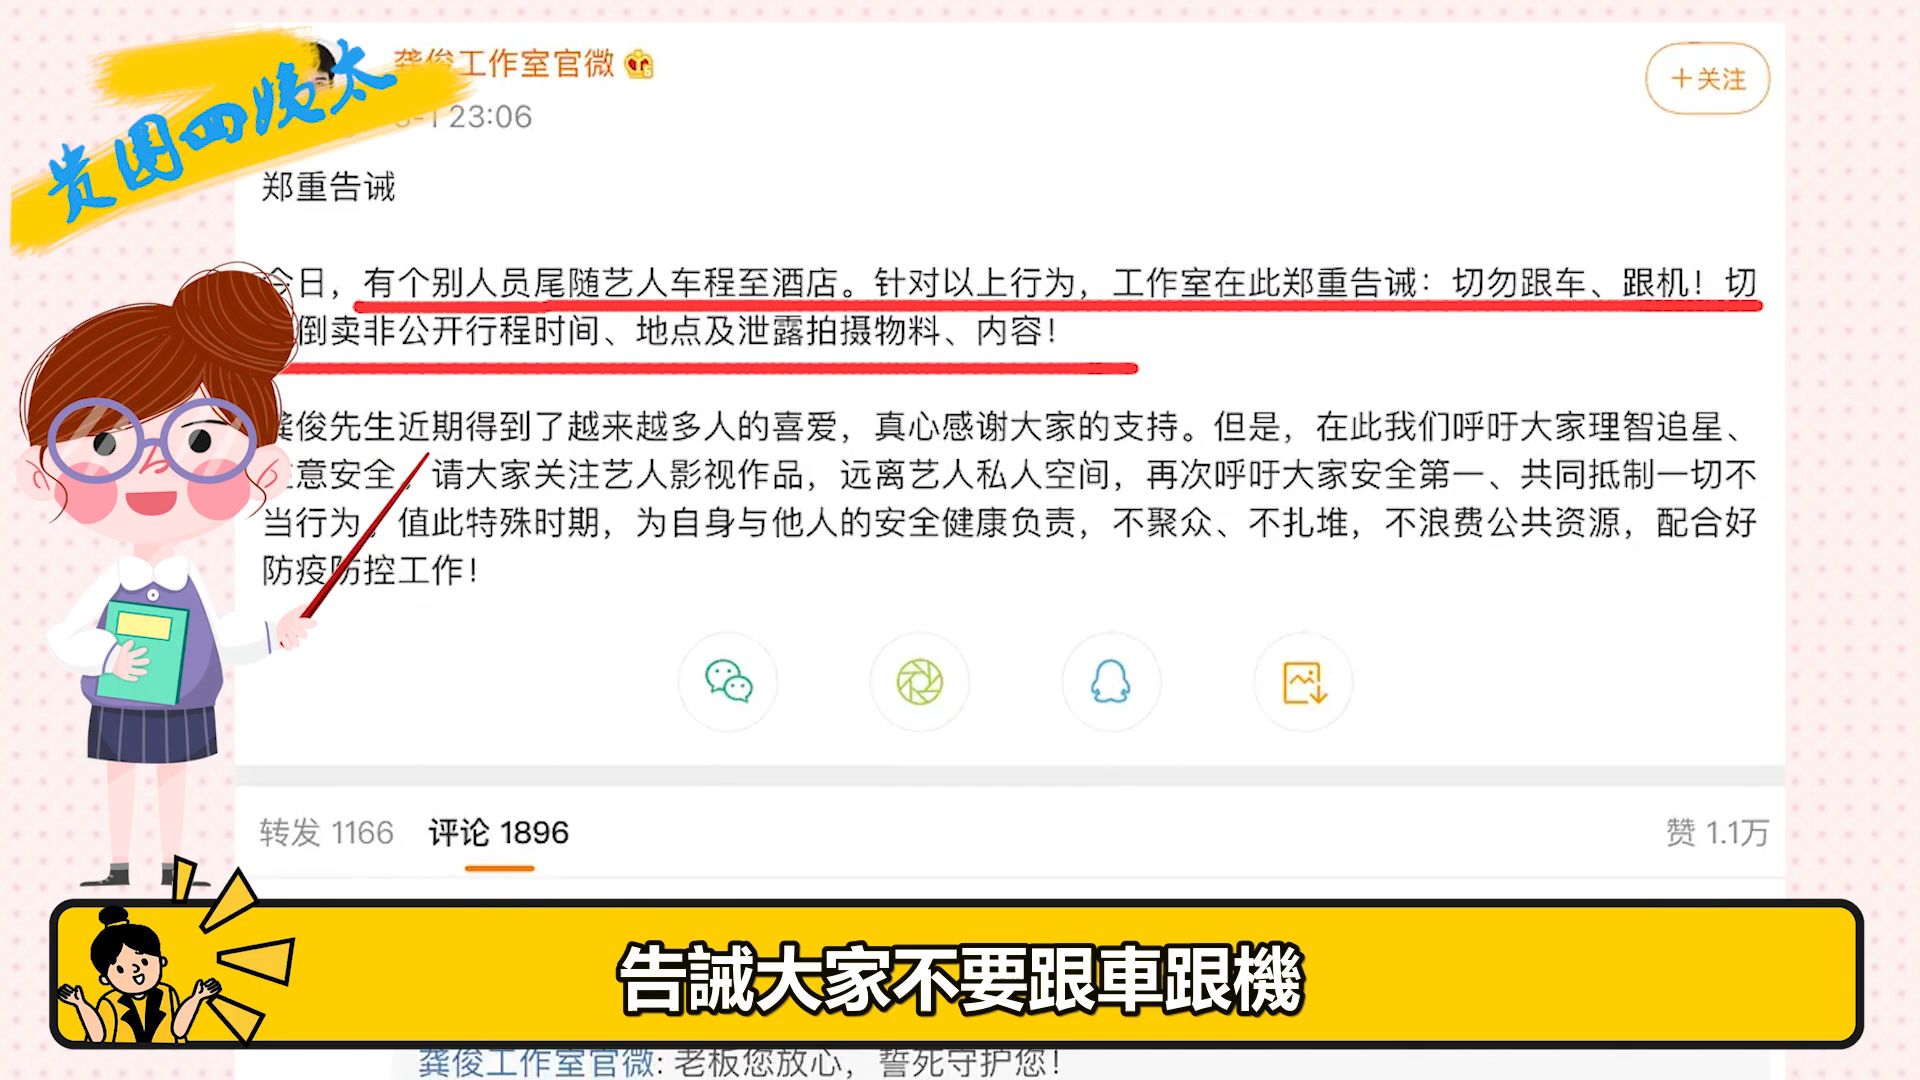 贵圈四姨太
龚俊工作室官微
23:06
+关注
郑重告诫
今日，有个别人员尾随艺人车程至酒店。针对以上行为，工作室在此郑重告诫：切勿跟车、跟机！切
倒卖非公开行程时间、地点及泄露拍摄物料、内容！
龚俊先生近期得到了越来越多人的喜爱，真心感谢大家的支持。但是，在此我们呼吁大家理智追星、
意安全，请大家关注艺人影视作品，远离艺人私人空间，再次呼吁大家安全第一、共同抵制一切不
当行为。值此特殊时期，为自身与他人的安全健康负责，不聚众、不扎堆，不浪费公共资源，配合好
防疫防控工作！
转发 1166 评论 1896 赞 1.1万
告誡大家不要跟車跟機
龚俊工作室官微: 老板您放心，誓死守护您！